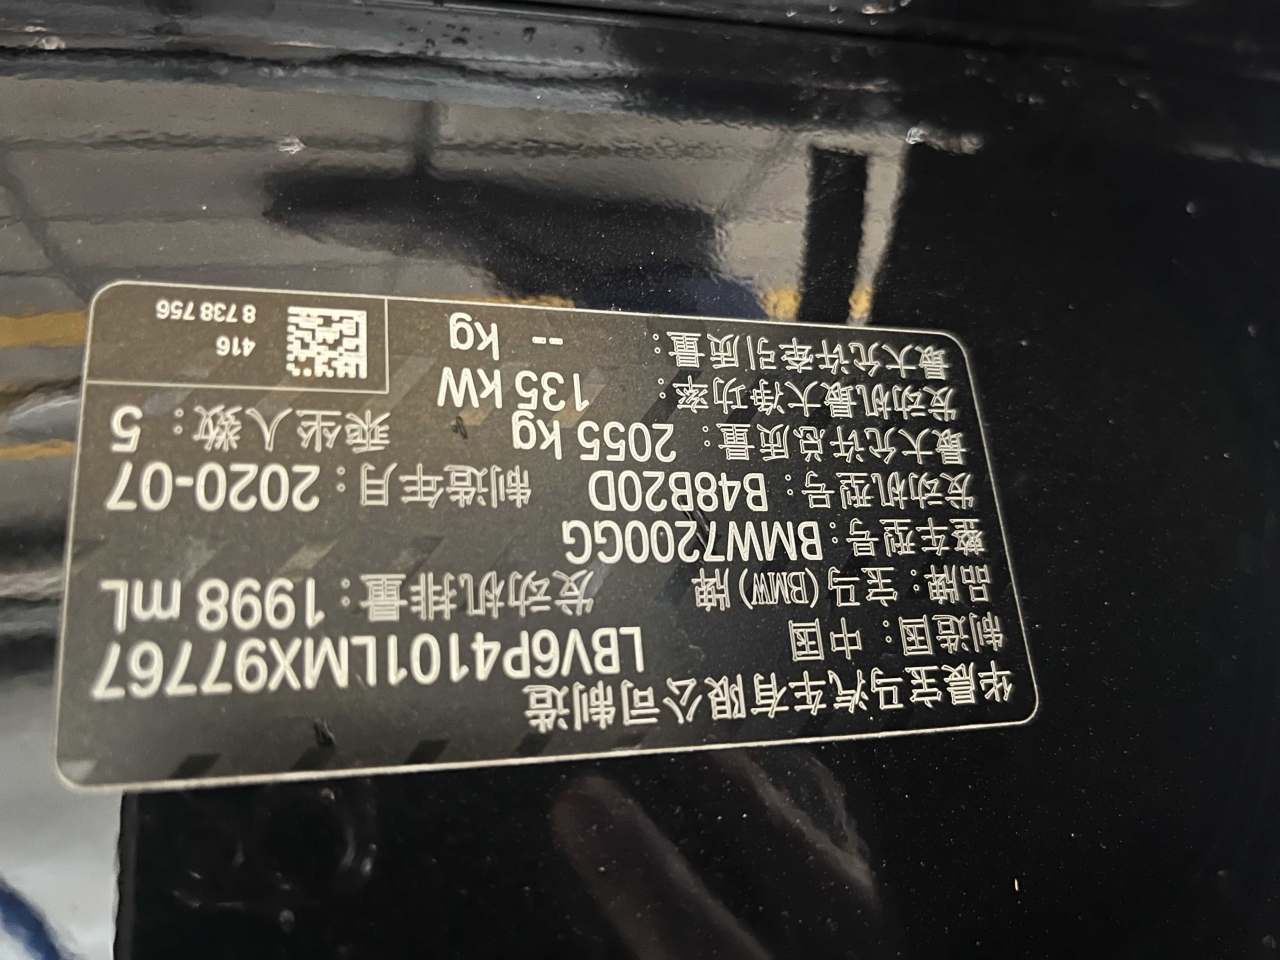 华晨宝马汽车有限公司制造
制造国：中国 LBV6P4101LMX97767
品牌：宝马(BMW)牌 发动机排量：1998 mL
整车型号：BMW7200GG
发动机型号：B48B20D 制造年月：2020-07
最大允许总质量：2055 kg 乘坐人数：5
发动机最大净功率：135 kW
最大允许牵引质量：-- kg
416
8 738 756